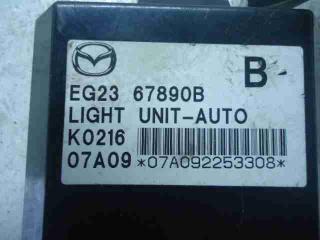 B
EG23 67890B
LIGHT UNIT-AUTO
K0216
07A09 *07A092253308*